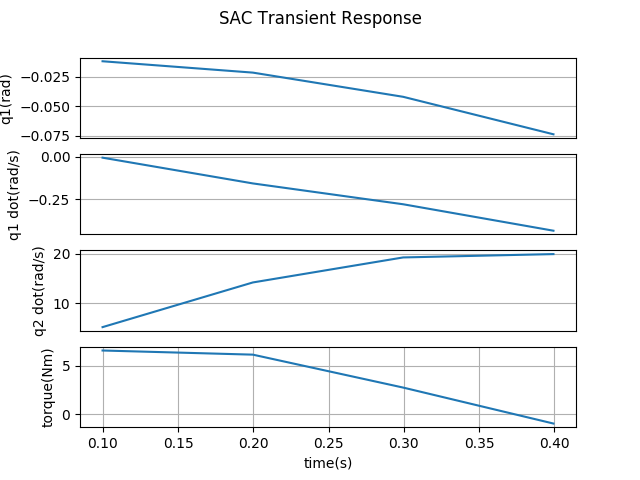 SAC Transient Response
q1(rad)
−0.025
−0.050
−0.075
q1 dot(rad/s)
0.00
−0.25
q2 dot(rad/s)
20
10
torque(Nm)
5
0
0.10 0.15 0.20 0.25 0.30 0.35 0.40
time(s)